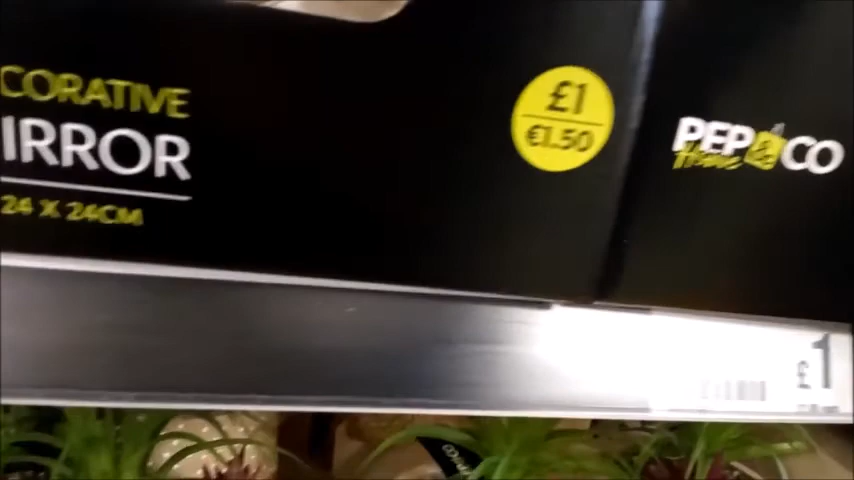 CORATIVE
IRROR
24 X 24CM
£1
€1.50
PEP&CO
Home
£1